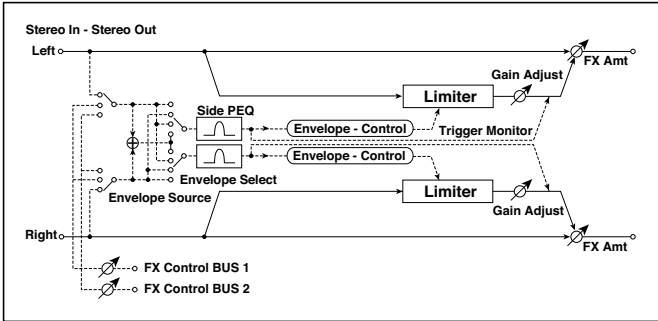 Stereo In - Stereo Out
Left
FX Amt
Gain Adjust
Limiter
Side PEQ
Envelope - Control
Trigger Monitor
Envelope - Control
Envelope Select
Envelope Source
Limiter
Gain Adjust
Right
FX Amt
FX Control BUS 1
FX Control BUS 2